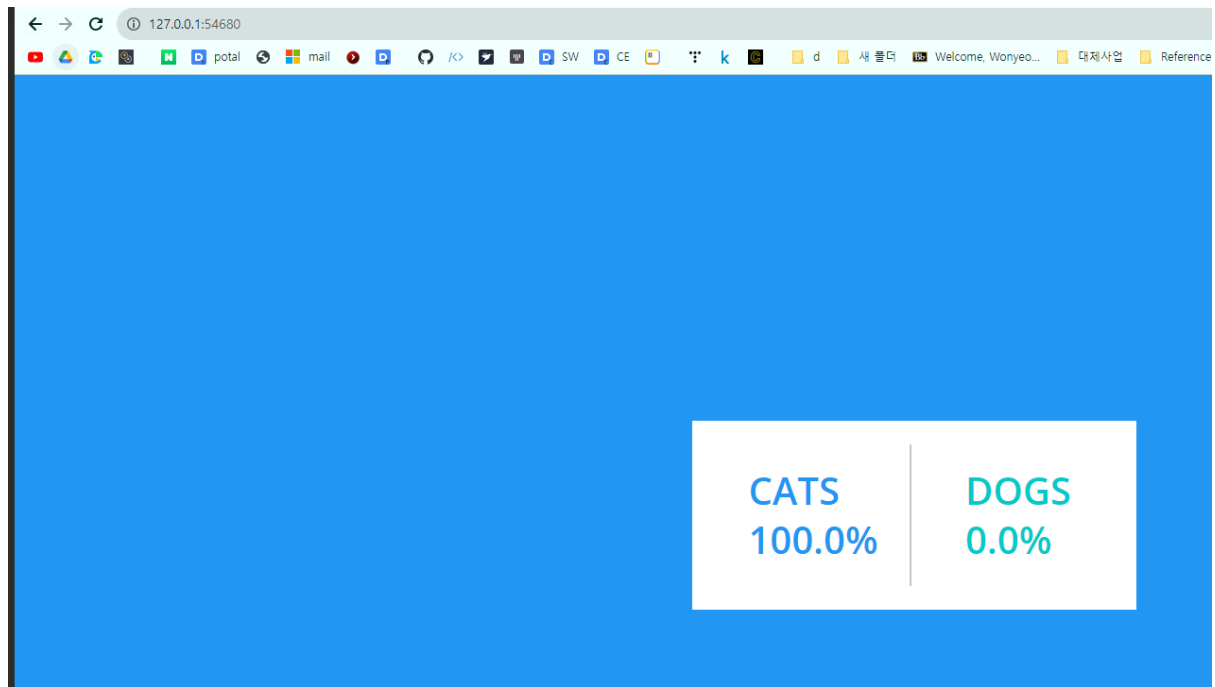 127.0.0.1:54680
potal mail SW CE d 새 폴더 Welcome, Wonyeo... 대체사업 Reference
CATS DOGS
100.0% 0.0%